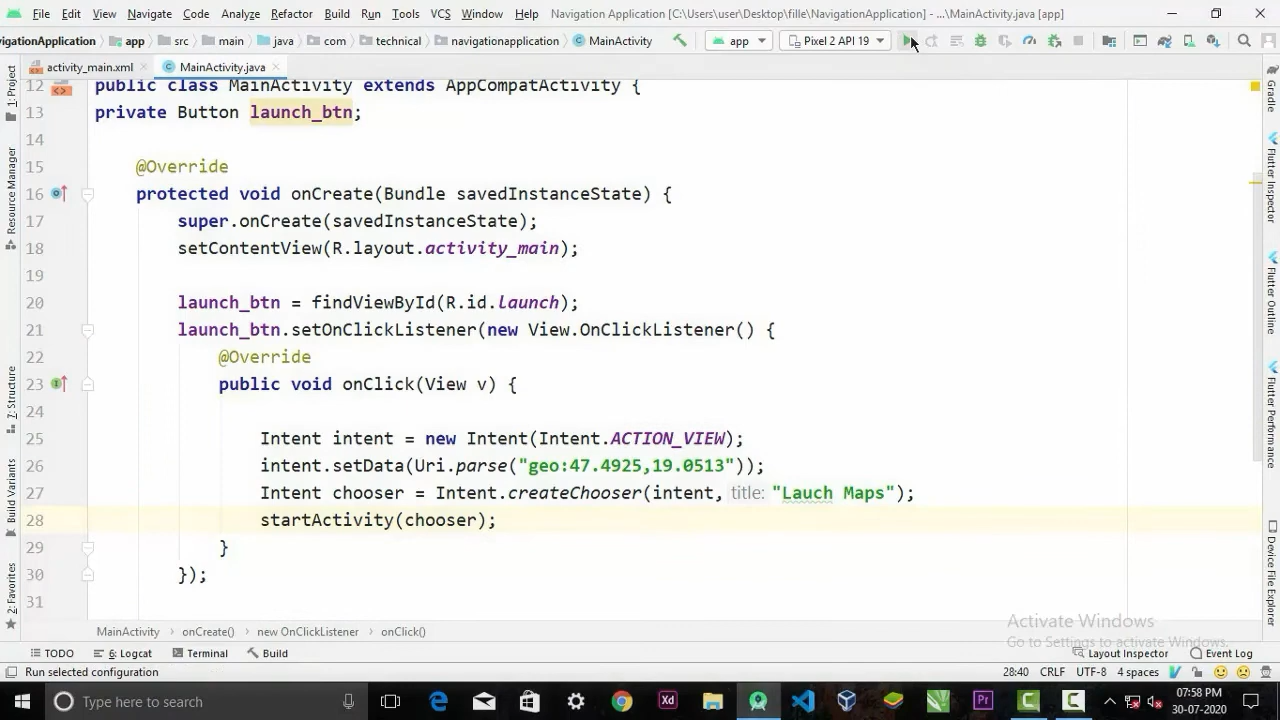 File Edit View Navigate Code Analyze Refactor Build Run Tools VCS Window Help Navigation Application [C:\Users\user\Desktop\fille\NavigationApplication] - ...\MainActivity.java [app]
vigationApplication app src main java com technical navigationapplication MainActivity app Pixel 2 API 19
activity_main.xml MainActivity.java
12 public class MainActivity extends AppCompatActivity {
13 private Button launch_btn;
14
15 @Override
16 protected void onCreate(Bundle savedInstanceState) {
17 super.onCreate(savedInstanceState);
18 setContentView(R.layout.activity_main);
19
20 launch_btn = findViewById(R.id.launch);
21 launch_btn.setOnClickListener(new View.OnClickListener() {
22 @Override
23 public void onClick(View v) {
24
25 Intent intent = new Intent(Intent.ACTION_VIEW);
26 intent.setData(Uri.parse("geo:47.4925,19.0513"));
27 Intent chooser = Intent.createChooser(intent, title: "Lauch Maps");
28 startActivity(chooser);
29 }
30 });
31
1: Project
Resource Manager
7: Structure
Build Variants
2: Favorites
Gradle
Flutter Inspector
Flutter Outline
Flutter Performance
Device File Explorer
Activate Windows
Go to Settings to activate Windows.
MainActivity onCreate() new OnClickListener onClick()
TODO 6: Logcat Terminal Build Layout Inspector Event Log
Run selected configuration 28:40 CRLF UTF-8 4 spaces
Type here to search Xd Pr 07:58 PM
30-07-2020